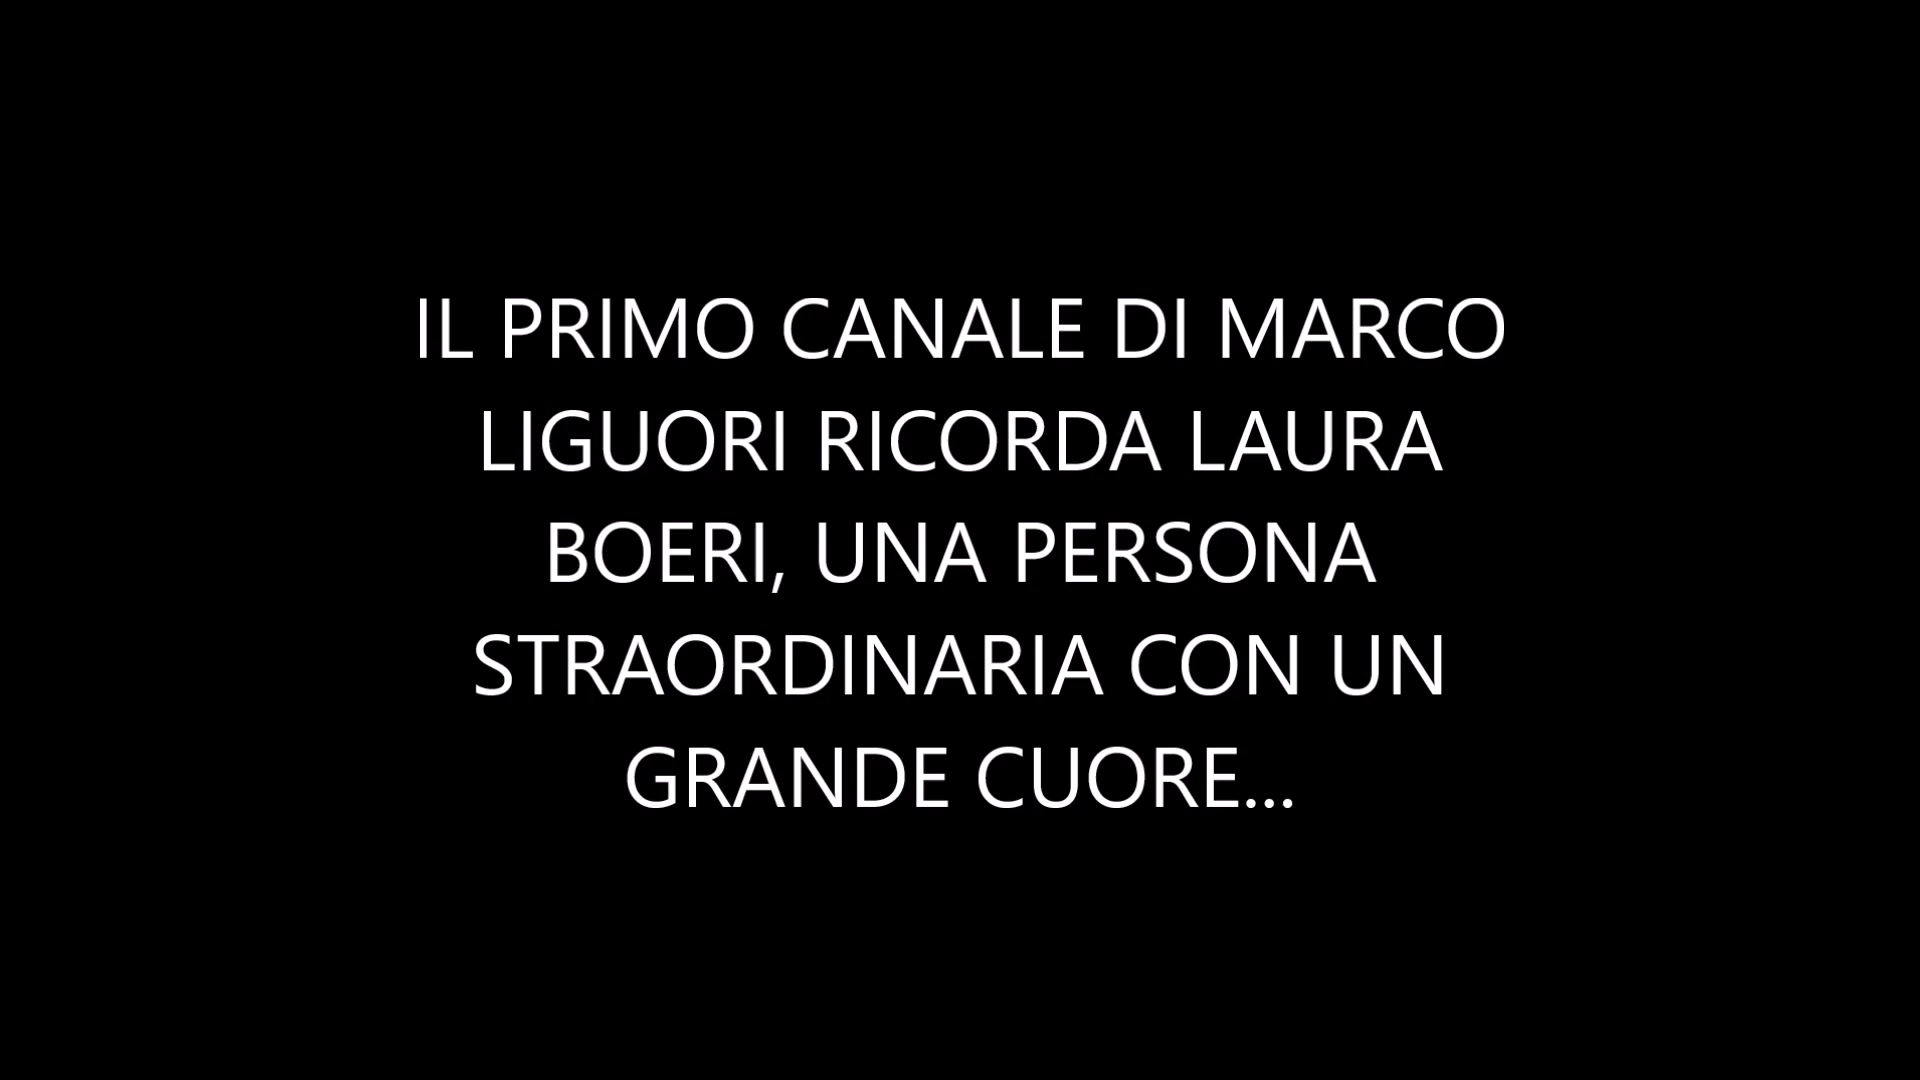 IL PRIMO CANALE DI MARCO
LIGUORI RICORDA LAURA
BOERI, UNA PERSONA
STRAORDINARIA CON UN
GRANDE CUORE...